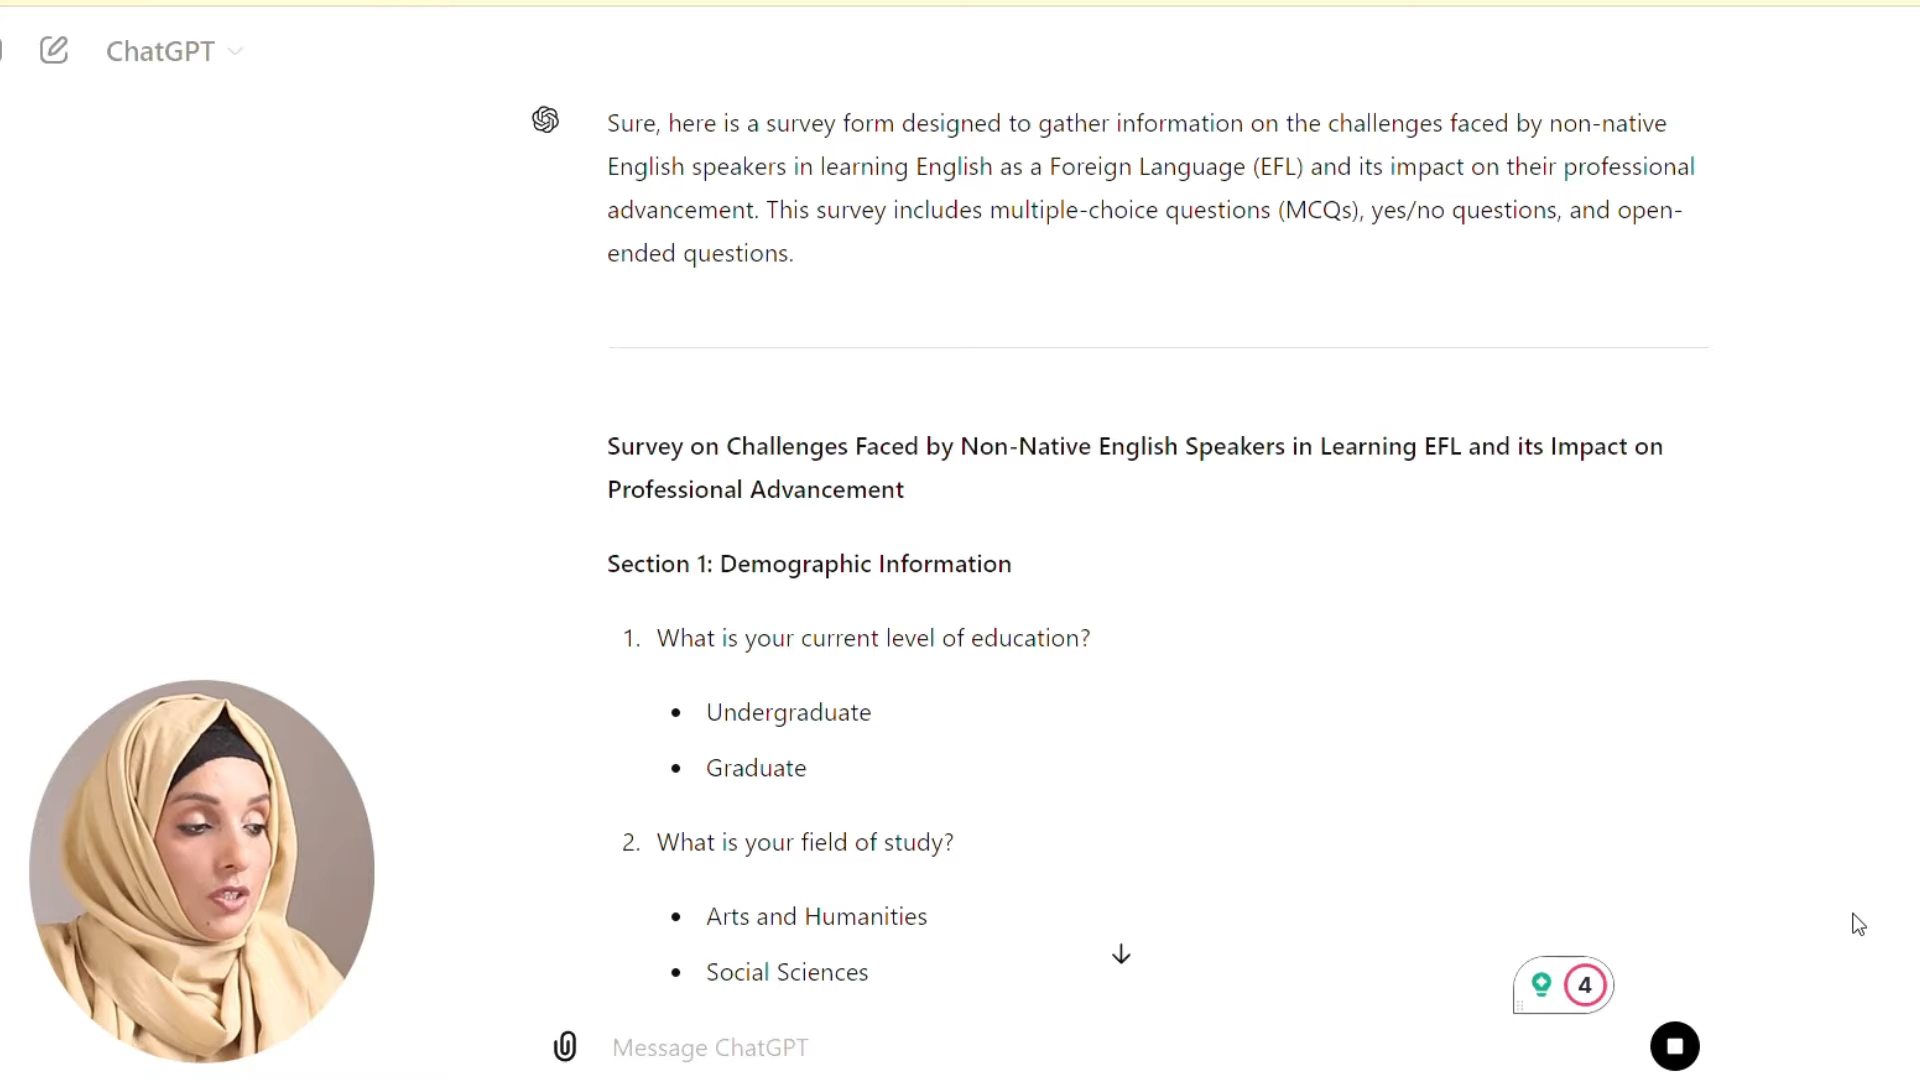 ChatGPT
Sure, here is a survey form designed to gather information on the challenges faced by non-native
English speakers in learning English as a Foreign Language (EFL) and its impact on their professional
advancement. This survey includes multiple-choice questions (MCQs), yes/no questions, and open-
ended questions.
Survey on Challenges Faced by Non-Native English Speakers in Learning EFL and its Impact on
Professional Advancement
Section 1: Demographic Information
1. What is your current level of education?
• Undergraduate
• Graduate
2. What is your field of study?
• Arts and Humanities
• Social Sciences
4
Message ChatGPT